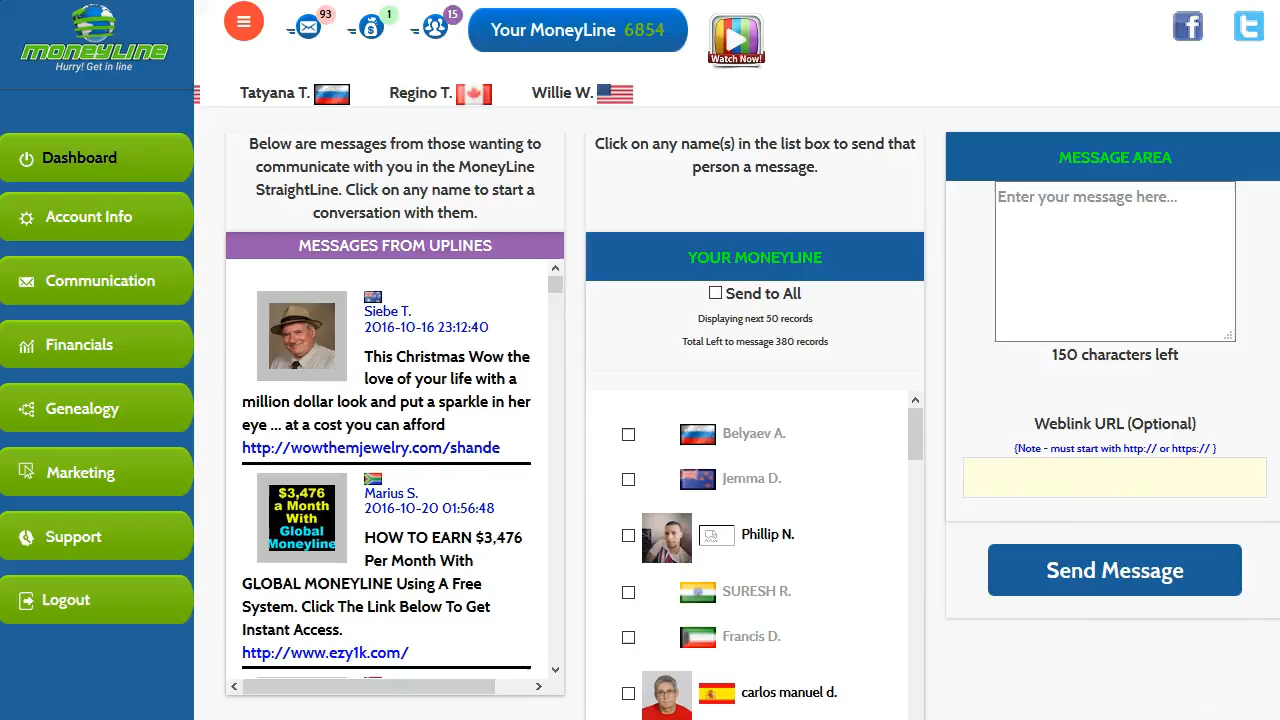 MONEYLINE
Hurry! Get in line
93
1
15
Your MoneyLine 6854
Watch Now!
Tatyana T.
Regino T.
Willie W.
Dashboard
Account Info
Communication
Financials
Genealogy
Marketing
Support
Logout
Below are messages from those wanting to
communicate with you in the MoneyLine
StraightLine. Click on any name to start a
conversation with them.
MESSAGES FROM UPLINES
Siebe T.
2016-10-16 23:12:40
This Christmas Wow the
love of your life with a
million dollar look and put a sparkle in her
eye ... at a cost you can afford
http://wowthemjewelry.com/shande
$3,476
a Month
With
Global
Moneyline
Marius S.
2016-10-20 01:56:48
HOW TO EARN $3,476
Per Month With
GLOBAL MONEYLINE Using A Free
System. Click The Link Below To Get
Instant Access.
http://www.ezy1k.com/
Click on any name(s) in the list box to send that
person a message.
YOUR MONEYLINE
Send to All
Displaying next 50 records
Total Left to message 380 records
Belyaev A.
Jemma D.
Phillip N.
SURESH R.
Francis D.
carlos manuel d.
MESSAGE AREA
Enter your message here...
150 characters left
Weblink URL (Optional)
{Note - must start with http:// or https:// }
Send Message